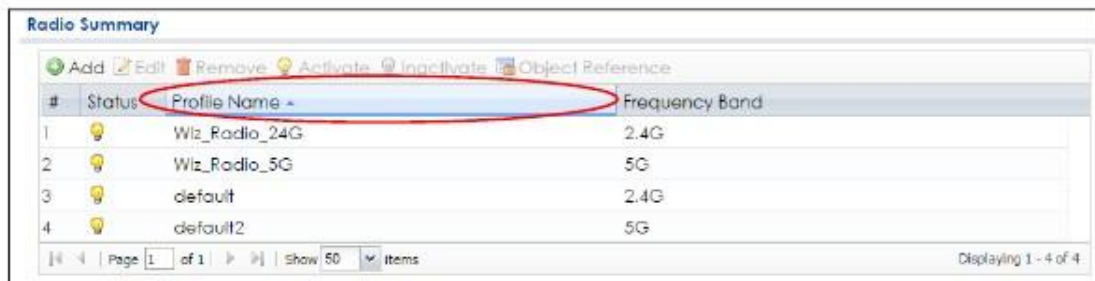 Radio Summary
Add Edit Remove Activate Inactivate Object Reference
# Status Profile Name Frequency Band
1 Wiz_Radio_24G 2.4G
2 Wiz_Radio_5G 5G
3 default 2.4G
4 default2 5G
Page 1 of 1 Show 50 items Displaying 1 - 4 of 4